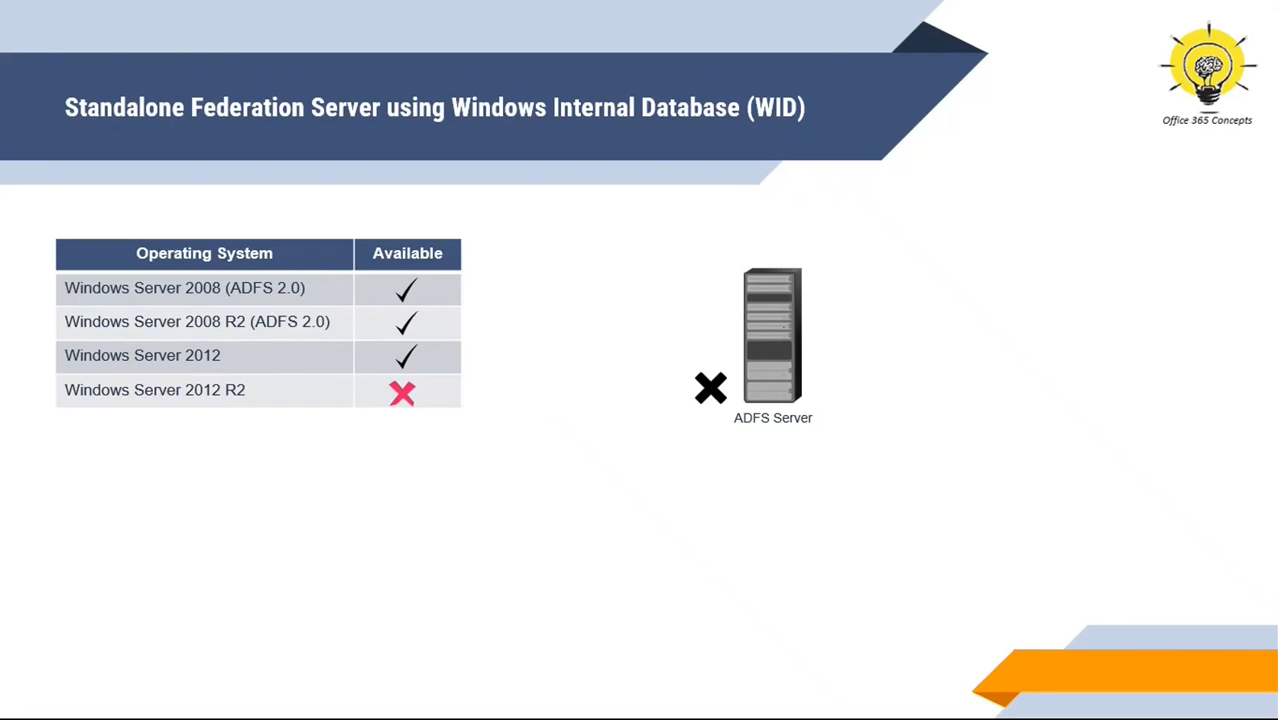 Standalone Federation Server using Windows Internal Database (WID)
Office 365 Concepts
Operating System Available
Windows Server 2008 (ADFS 2.0)
Windows Server 2008 R2 (ADFS 2.0)
Windows Server 2012
Windows Server 2012 R2
ADFS Server